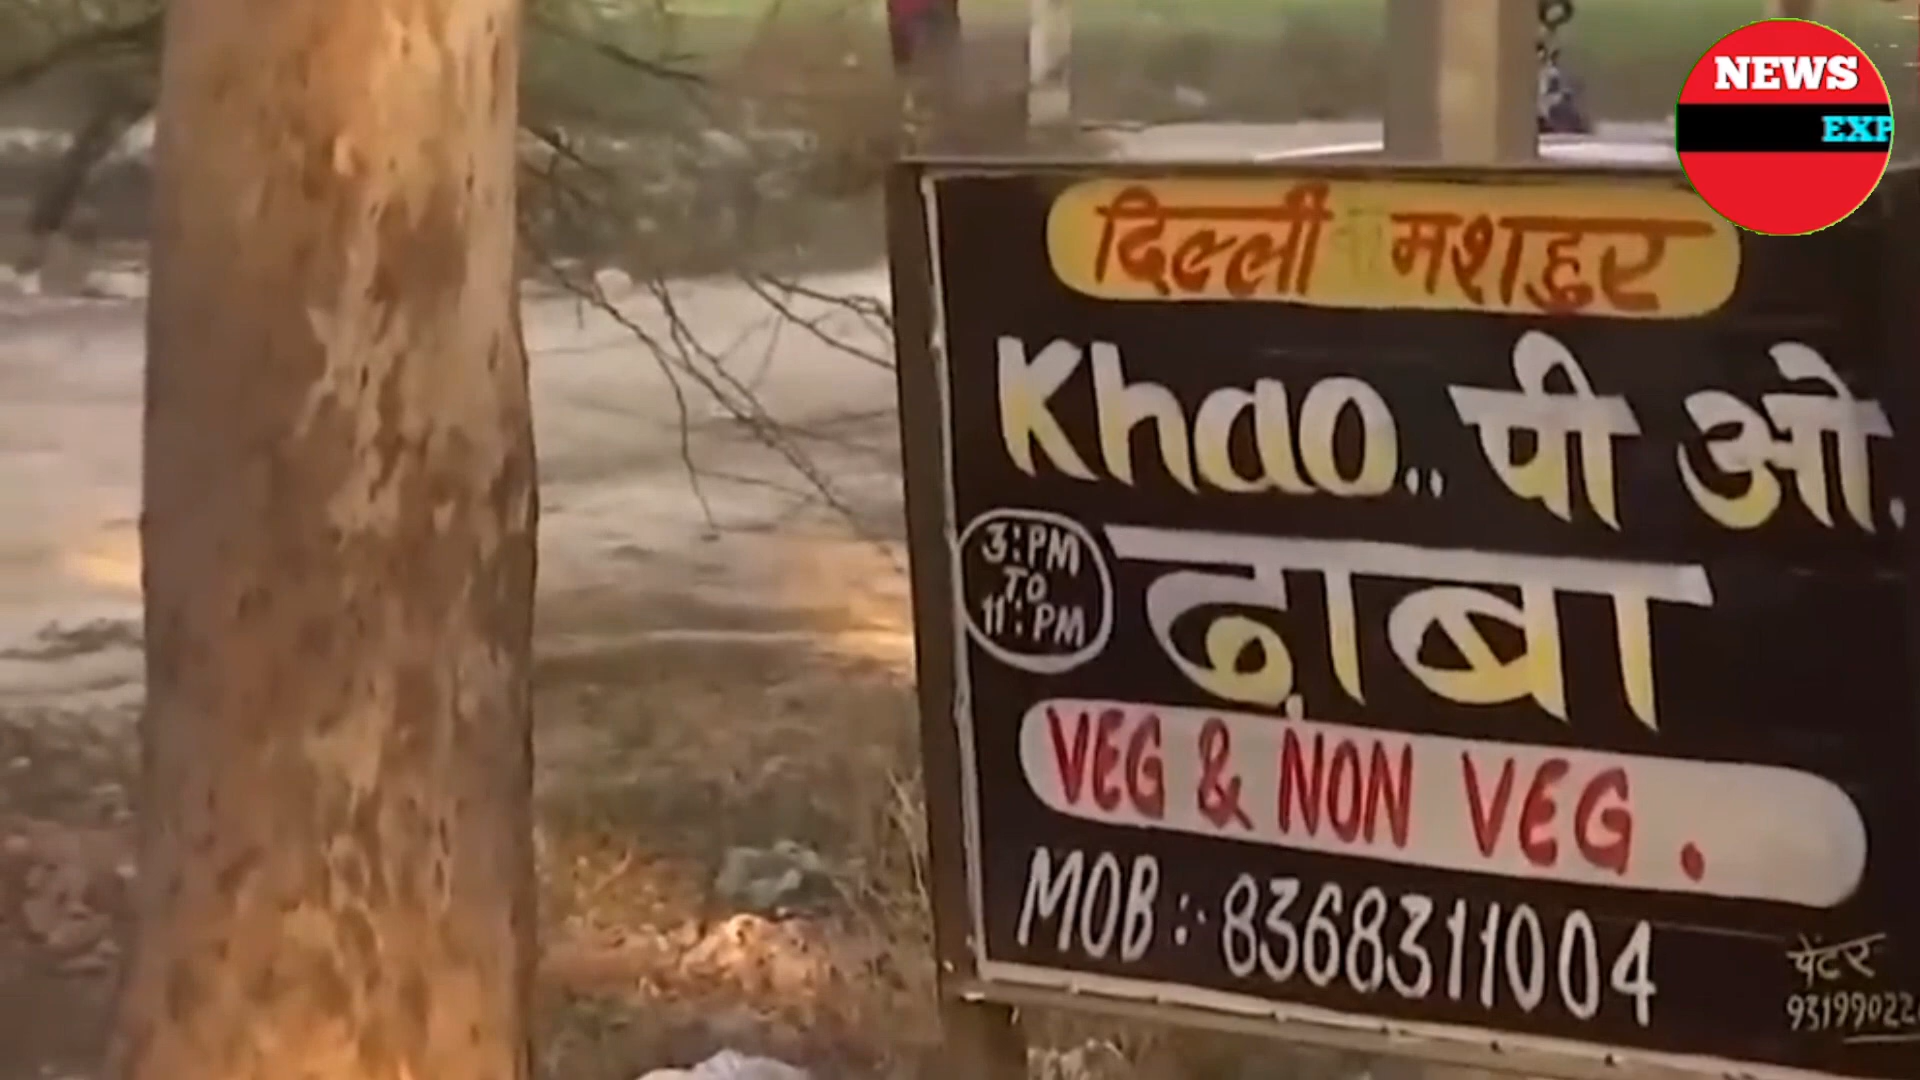 NEWS
EXP
दिल्ली मशहुर
Khao.. पी ओ.
3:PM
TO
11:PM
ढ़ाबा
VEG & NON VEG.
MOB:- 8368311004
पेंटर